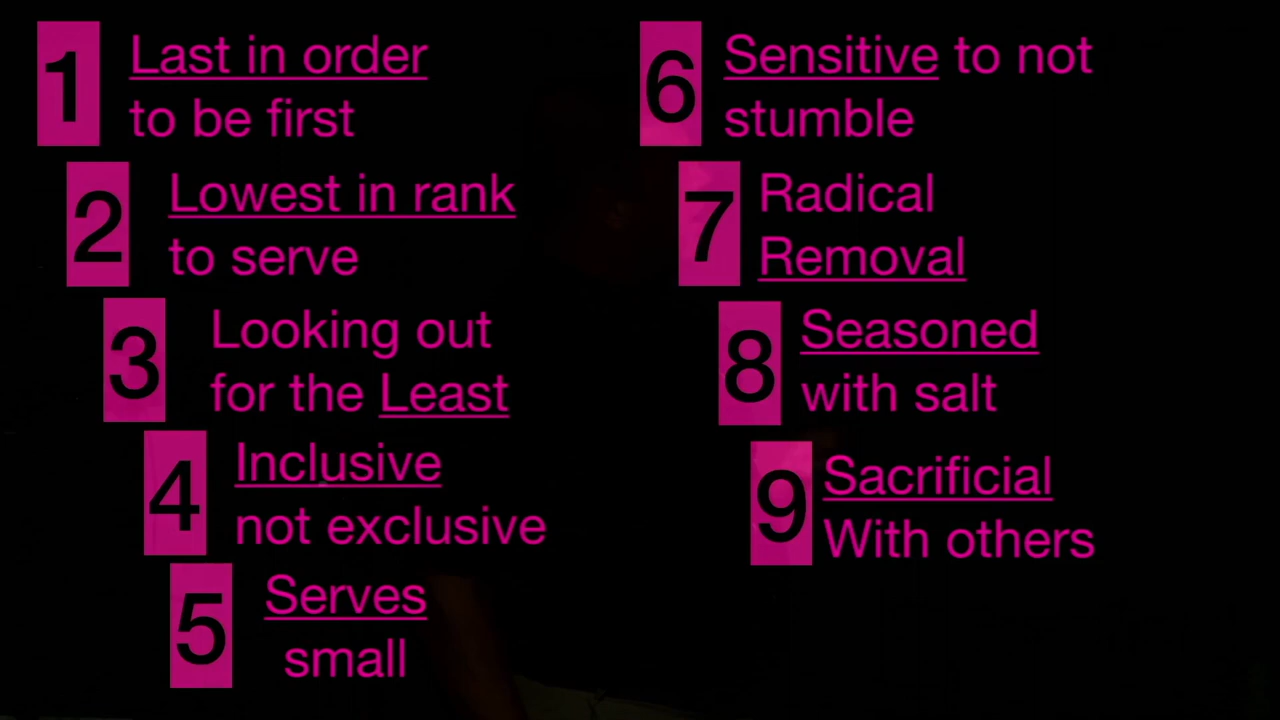 1 Last in order
to be first
2 Lowest in rank
to serve
3 Looking out
for the Least
4 Inclusive
not exclusive
5 Serves
small
6 Sensitive to not
stumble
7 Radical
Removal
8 Seasoned
with salt
9 Sacrificial
With others